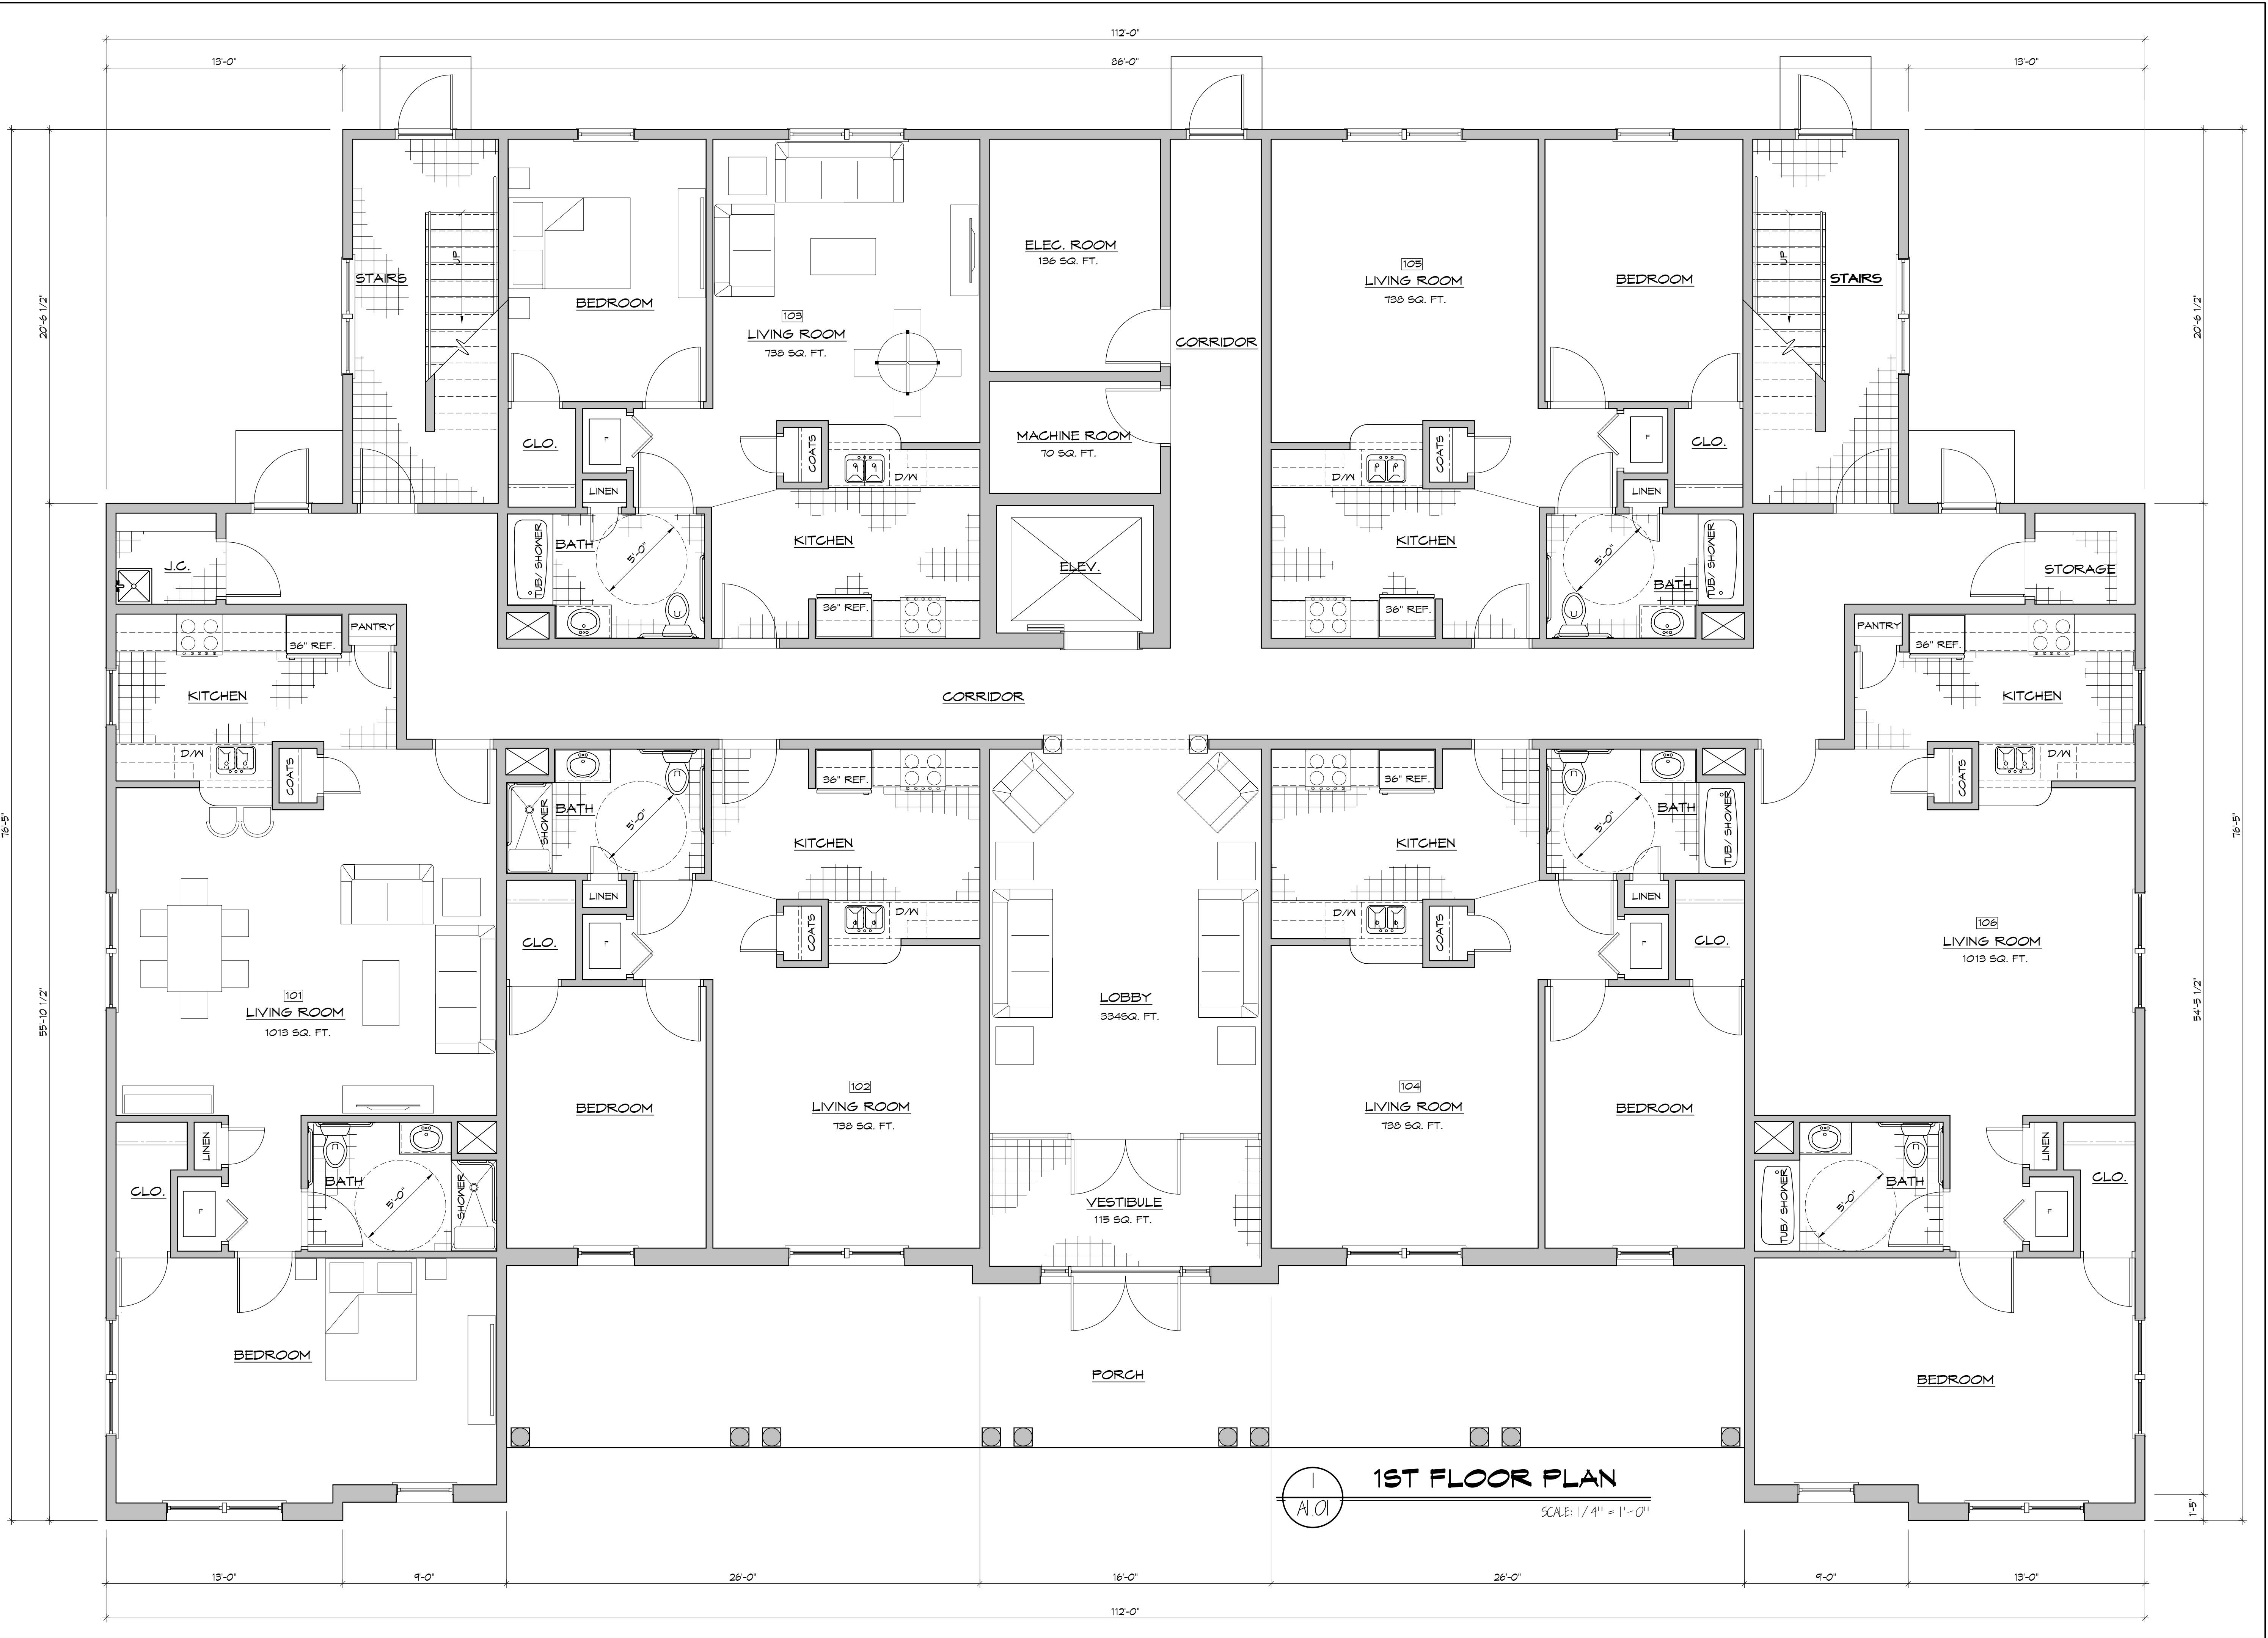 112'-0"
13'-0"
86'-0"
13'-0"
20'-6 1/2"
76'-5"
55'-10 1/2"
STAIRS
UP
BEDROOM
103
LIVING ROOM
738 SQ. FT.
ELEC. ROOM
136 SQ. FT.
CORRIDOR
105
LIVING ROOM
738 SQ. FT.
BEDROOM
UP
STAIRS
20'-6 1/2"
CLO.
F
COATS
D/W
MACHINE ROOM
70 SQ. FT.
D/W
COATS
F
CLO.
LINEN
LINEN
J.C.
TUB/ SHOWER
BATH
5'-0"
KITCHEN
ELEV.
KITCHEN
5'-0"
BATH
TUB/ SHOWER
STORAGE
36" REF.
36" REF.
PANTRY
36" REF.
PANTRY
36" REF.
KITCHEN
CORRIDOR
KITCHEN
D/W
COATS
36" REF.
36" REF.
COATS
D/W
SHOWER
BATH
5'-0"
KITCHEN
KITCHEN
5'-0"
BATH
TUB/ SHOWER
76'-5"
LINEN
D/W
D/W
LINEN
CLO.
F
COATS
COATS
F
CLO.
106
LIVING ROOM
1013 SQ. FT.
101
LIVING ROOM
1013 SQ. FT.
LOBBY
334SQ. FT.
54'-5 1/2"
BEDROOM
102
LIVING ROOM
738 SQ. FT.
104
LIVING ROOM
738 SQ. FT.
BEDROOM
LINEN
LINEN
CLO.
F
BATH
5'-0"
SHOWER
VESTIBULE
115 SQ. FT.
TUB/ SHOWER
5'-0"
BATH
F
CLO.
BEDROOM
PORCH
BEDROOM
1
A1.01
1ST FLOOR PLAN
SCALE: 1/4" = 1'-0"
1'-5"
13'-0"
9'-0"
26'-0"
16'-0"
26'-0"
9'-0"
13'-0"
112'-0"